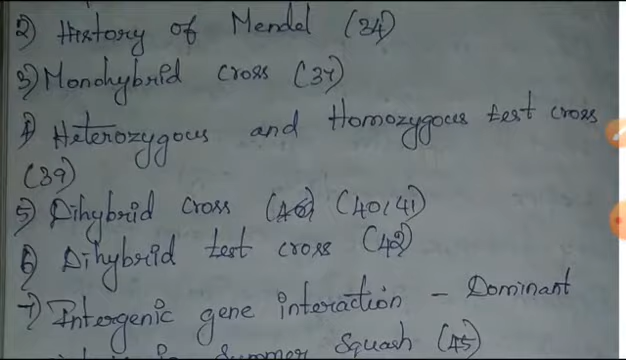 2) History of Mendel (34)
3) Monohybrid cross (37)
4) Heterozygous and Homozygous test cross
(39)
5) Dihybrid cross (40) (40,41)
6) Dihybrid test cross (42)
7) Intergenic gene interaction - Dominant
Summer Squash (45)